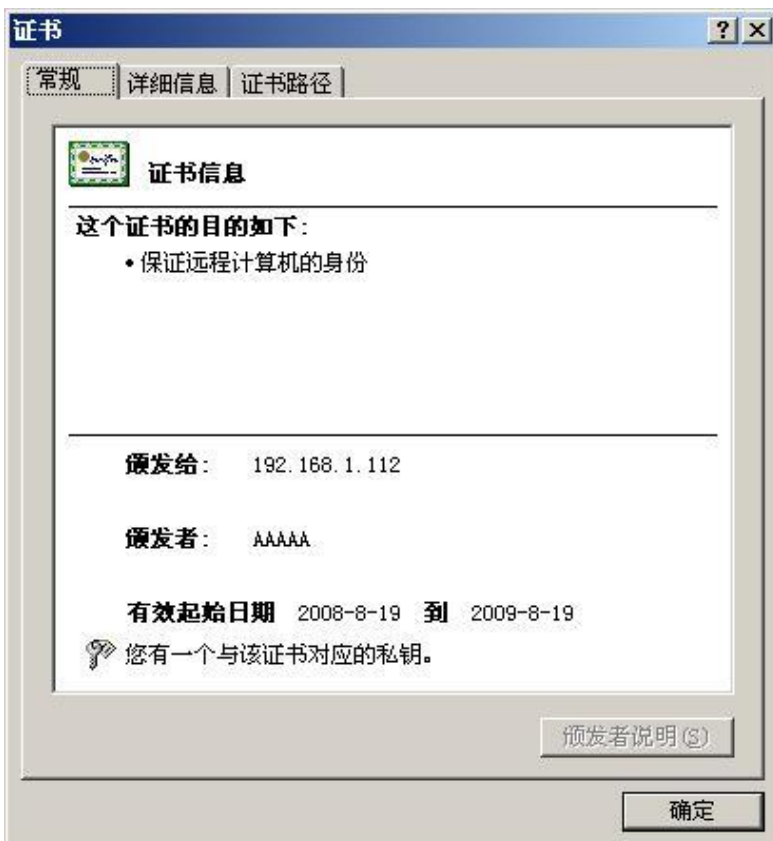 证书
常规 详细信息 证书路径
证书信息
这个证书的目的如下:
•保证远程计算机的身份
颁发给: 192.168.1.112
颁发者: AAAAA
有效起始日期 2008-8-19 到 2009-8-19
您有一个与该证书对应的私钥。
颁发者说明(S)
确定